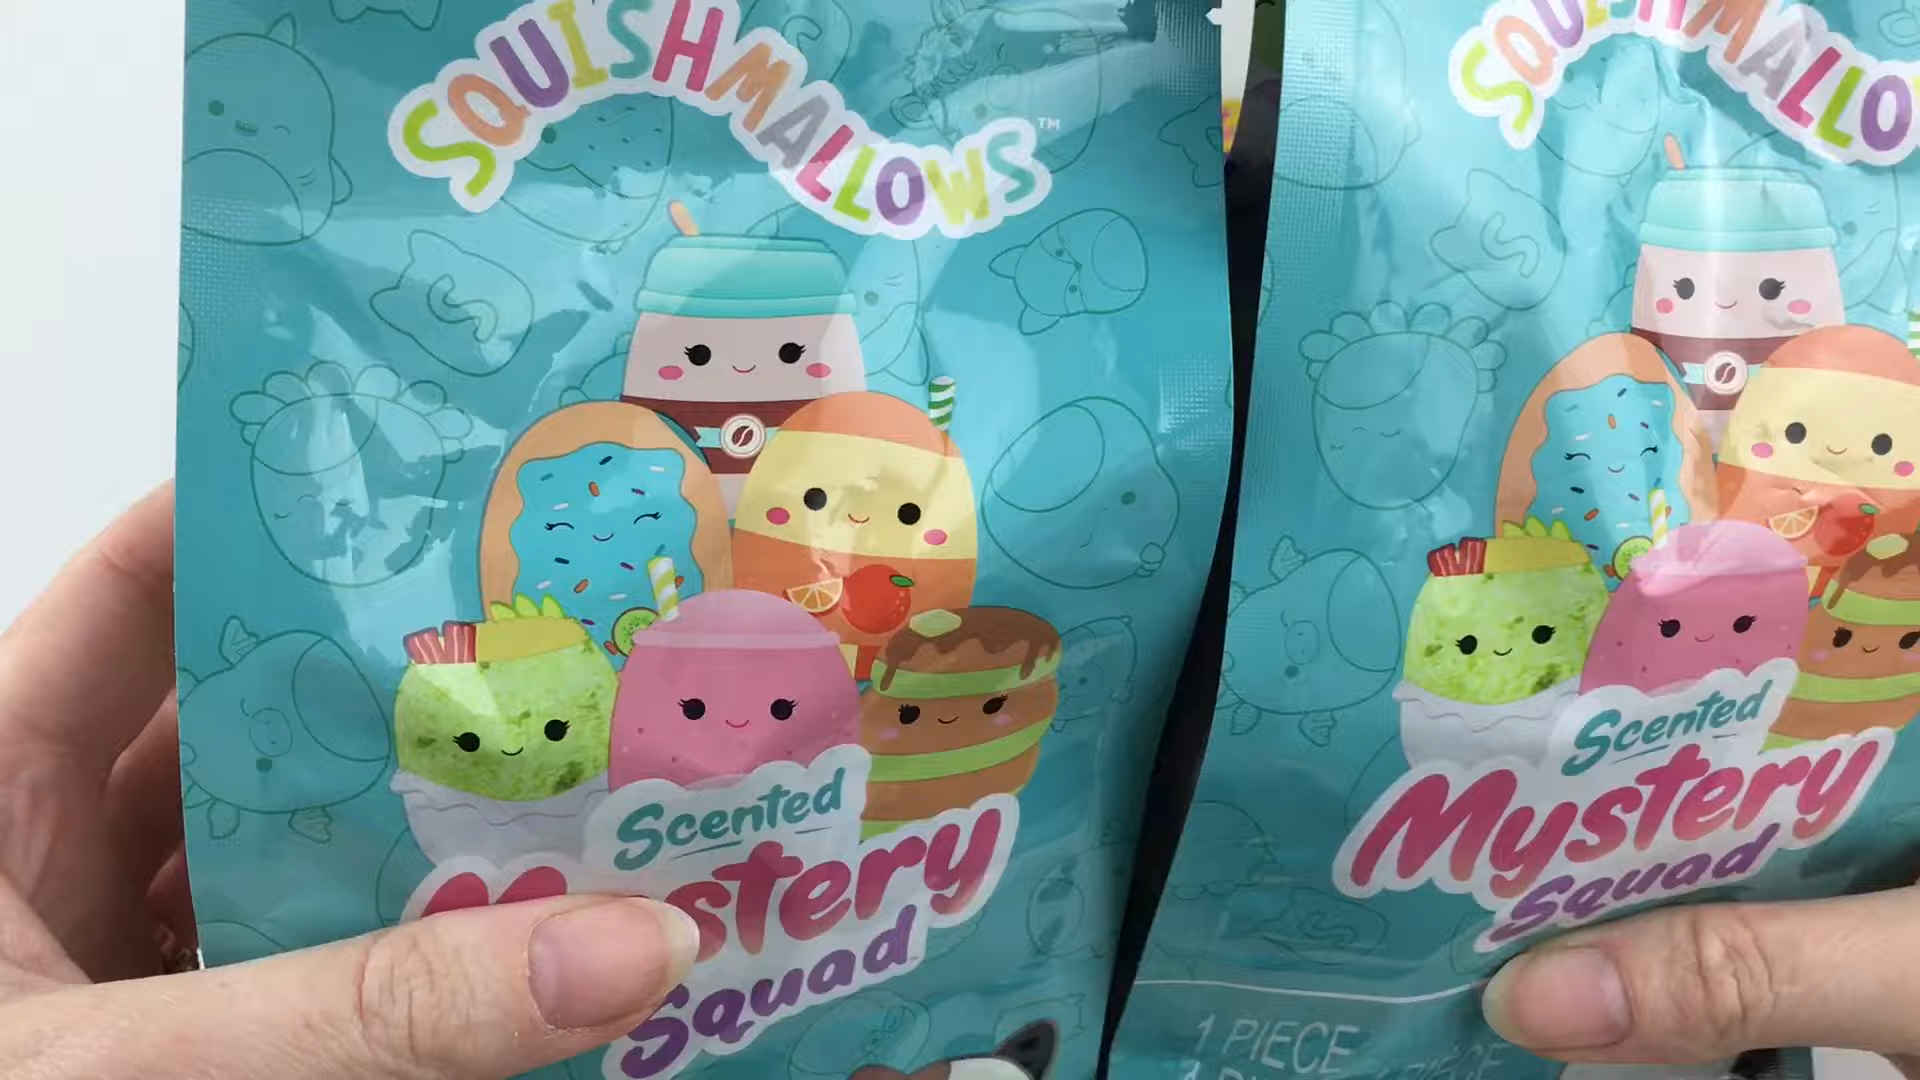 SQUISHMALLOWS™
Scented
Mystery
Squad
SQUISHMALLOW
Scented
Mystery
Squad
1 PIECE